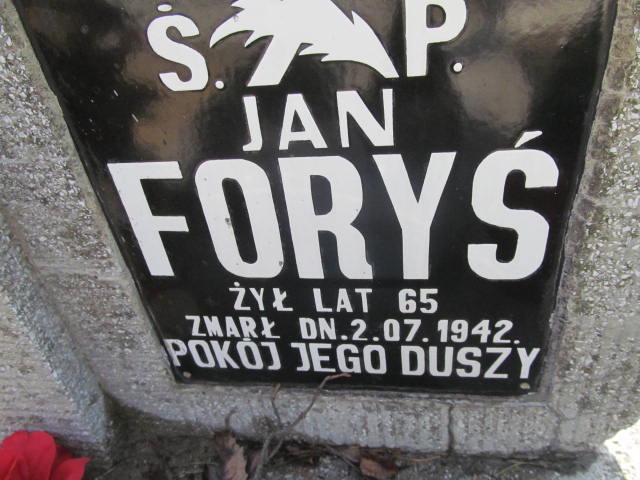 Ś. P.
JAN
FORYŚ
ŻYŁ LAT 65
ZMARŁ DN. 2.07.1942.
POKÓJ JEGO DUSZY